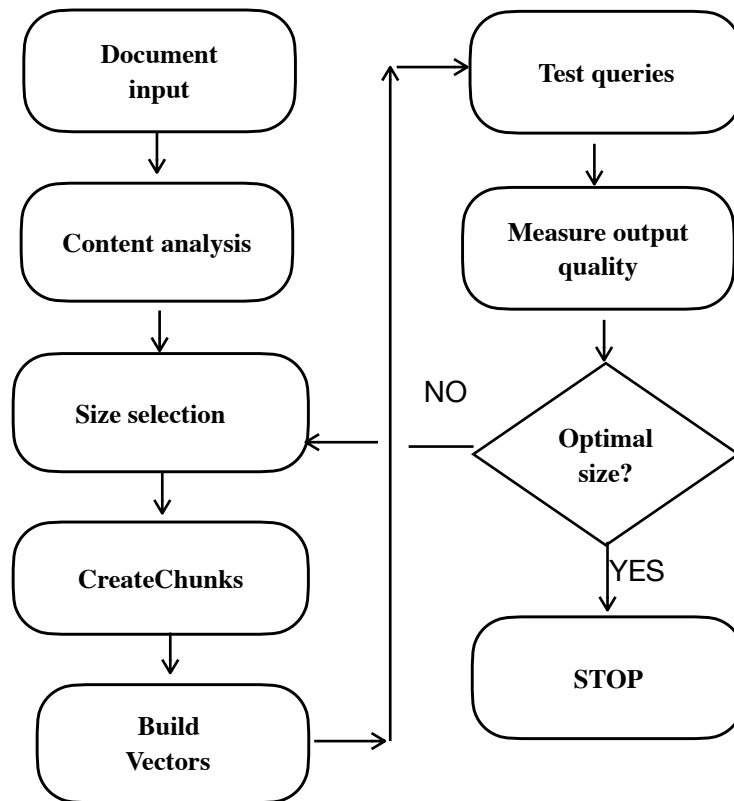 Document
input
Content analysis
Size selection
CreateChunks
Build
Vectors
Test queries
Measure output
quality
Optimal
size?
NO
YES
STOP